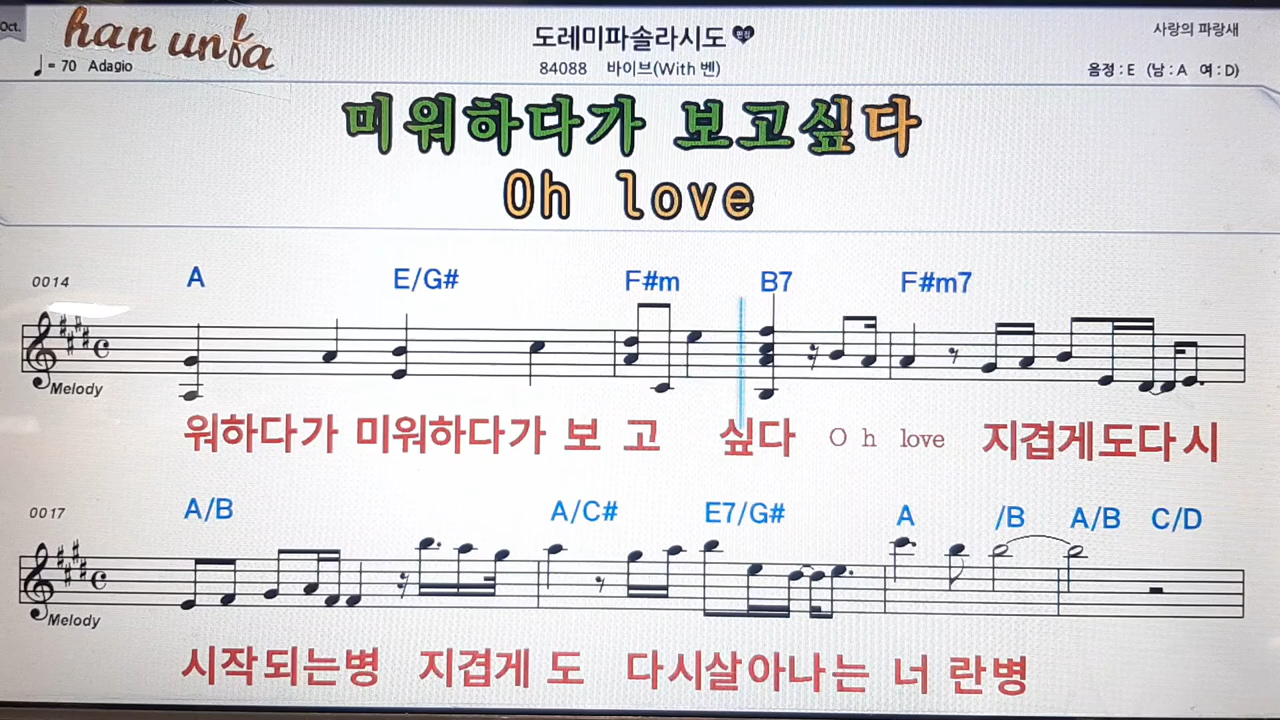 Oct.
han unfa
도레미파솔라시도
편집
사랑의 파랑새
♩= 70 Adagio
84088 바이브(With 벤)
음정 : E (남 : A 여 : D)
미워하다가 보고싶다
Oh love
0014 A E/G# F#m B7 F#m7
Melody
워하다가 미워하다가 보 고 싶다 Oh love 지겹게도다시
0017 A/B A/C# E7/G# A /B A/B C/D
Melody
시작되는병 지겹게 도 다시살아나는 너 란병